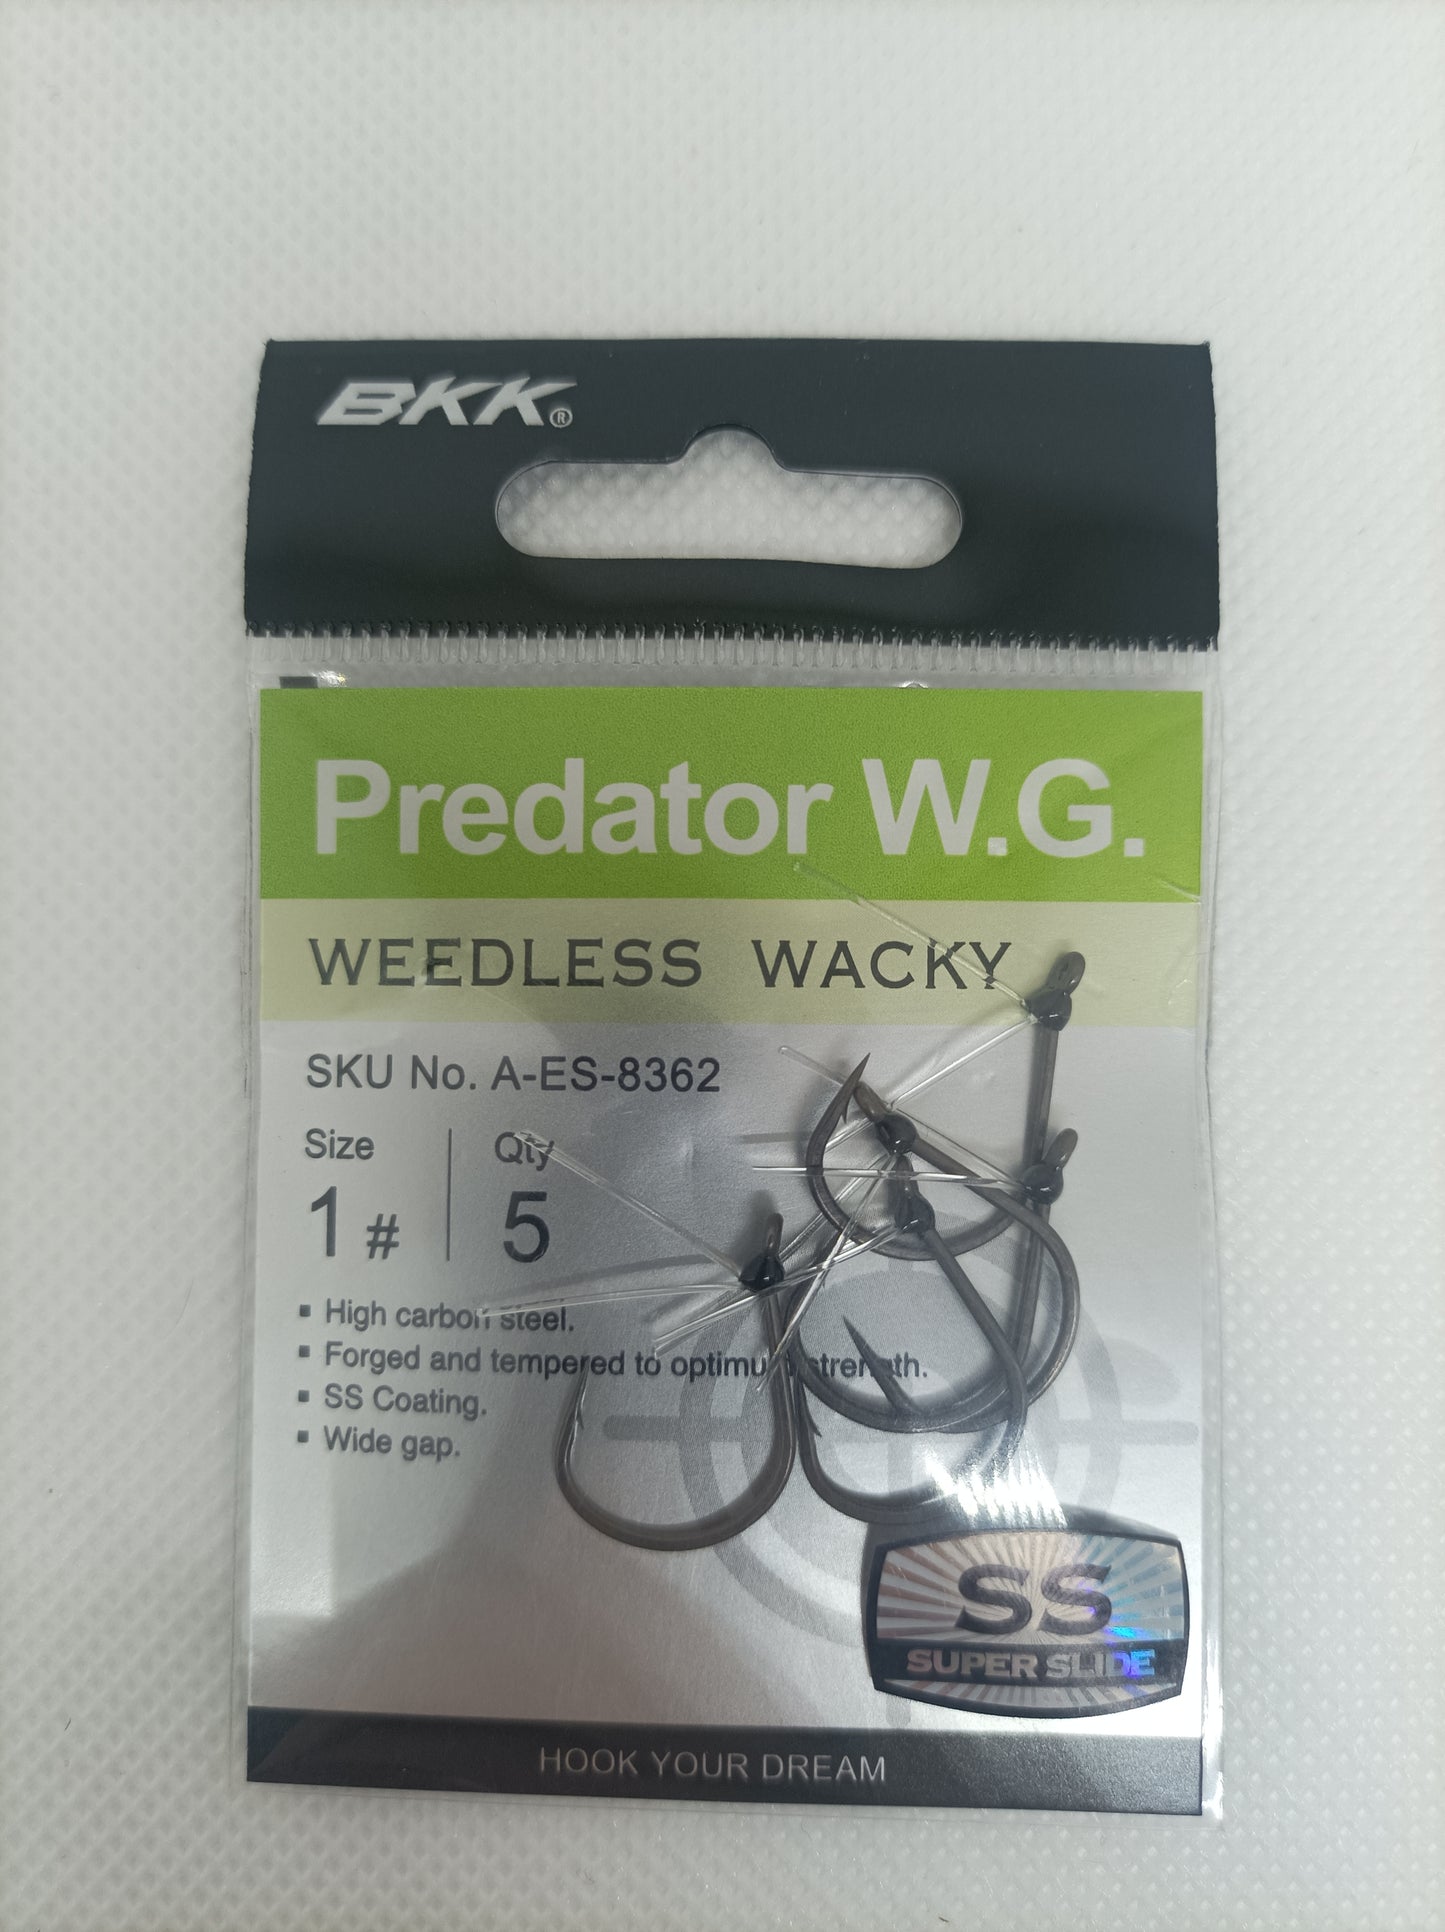 BKK®
Predator W.G.
WEEDLESS WACKY
SKU No. A-ES-8362
Size Qty
1# 5
▪ High carbon steel.
▪ Forged and tempered to optimum strength.
▪ SS Coating.
▪ Wide gap.
SS
SUPER SLIDE
HOOK YOUR DREAM